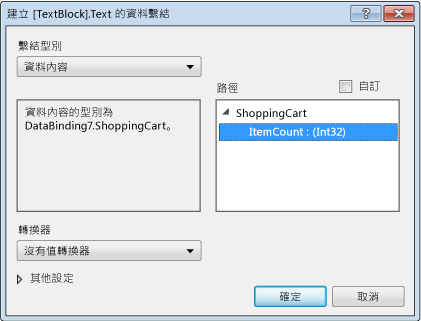 建立 [TextBlock].Text 的資料繫結
繫結型別
資料內容
路徑
自訂
資料內容的型別為
DataBinding7.ShoppingCart。
ShoppingCart
ItemCount : (Int32)
轉換器
沒有值轉換器
其他設定
確定
取消